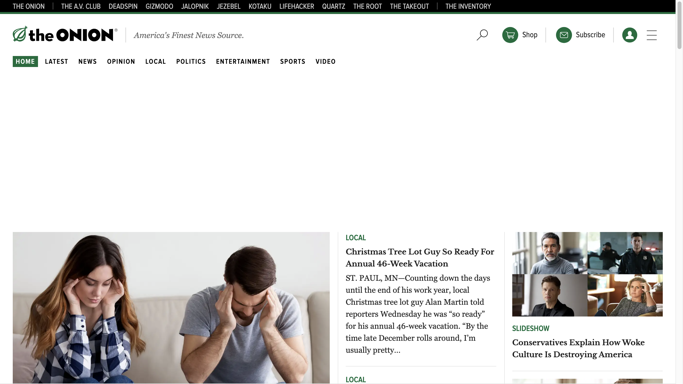 THE ONION THE A.V. CLUB DEADSPIN GIZMODO JALOPNIK JEZEBEL KOTAKU LIFEHACKER QUARTZ THE ROOT THE TAKEOUT THE INVENTORY
the ONION® America's Finest News Source. Shop Subscribe
HOME LATEST NEWS OPINION LOCAL POLITICS ENTERTAINMENT SPORTS VIDEO
LOCAL
Christmas Tree Lot Guy So Ready For
Annual 46-Week Vacation
ST. PAUL, MN—Counting down the days
until the end of his work year, local
Christmas tree lot guy Alan Martin told
reporters Wednesday he was “so ready”
for his annual 46-week vacation. “By the
time late December rolls around, I’m
usually pretty...
LOCAL
SLIDESHOW
Conservatives Explain How Woke
Culture Is Destroying America